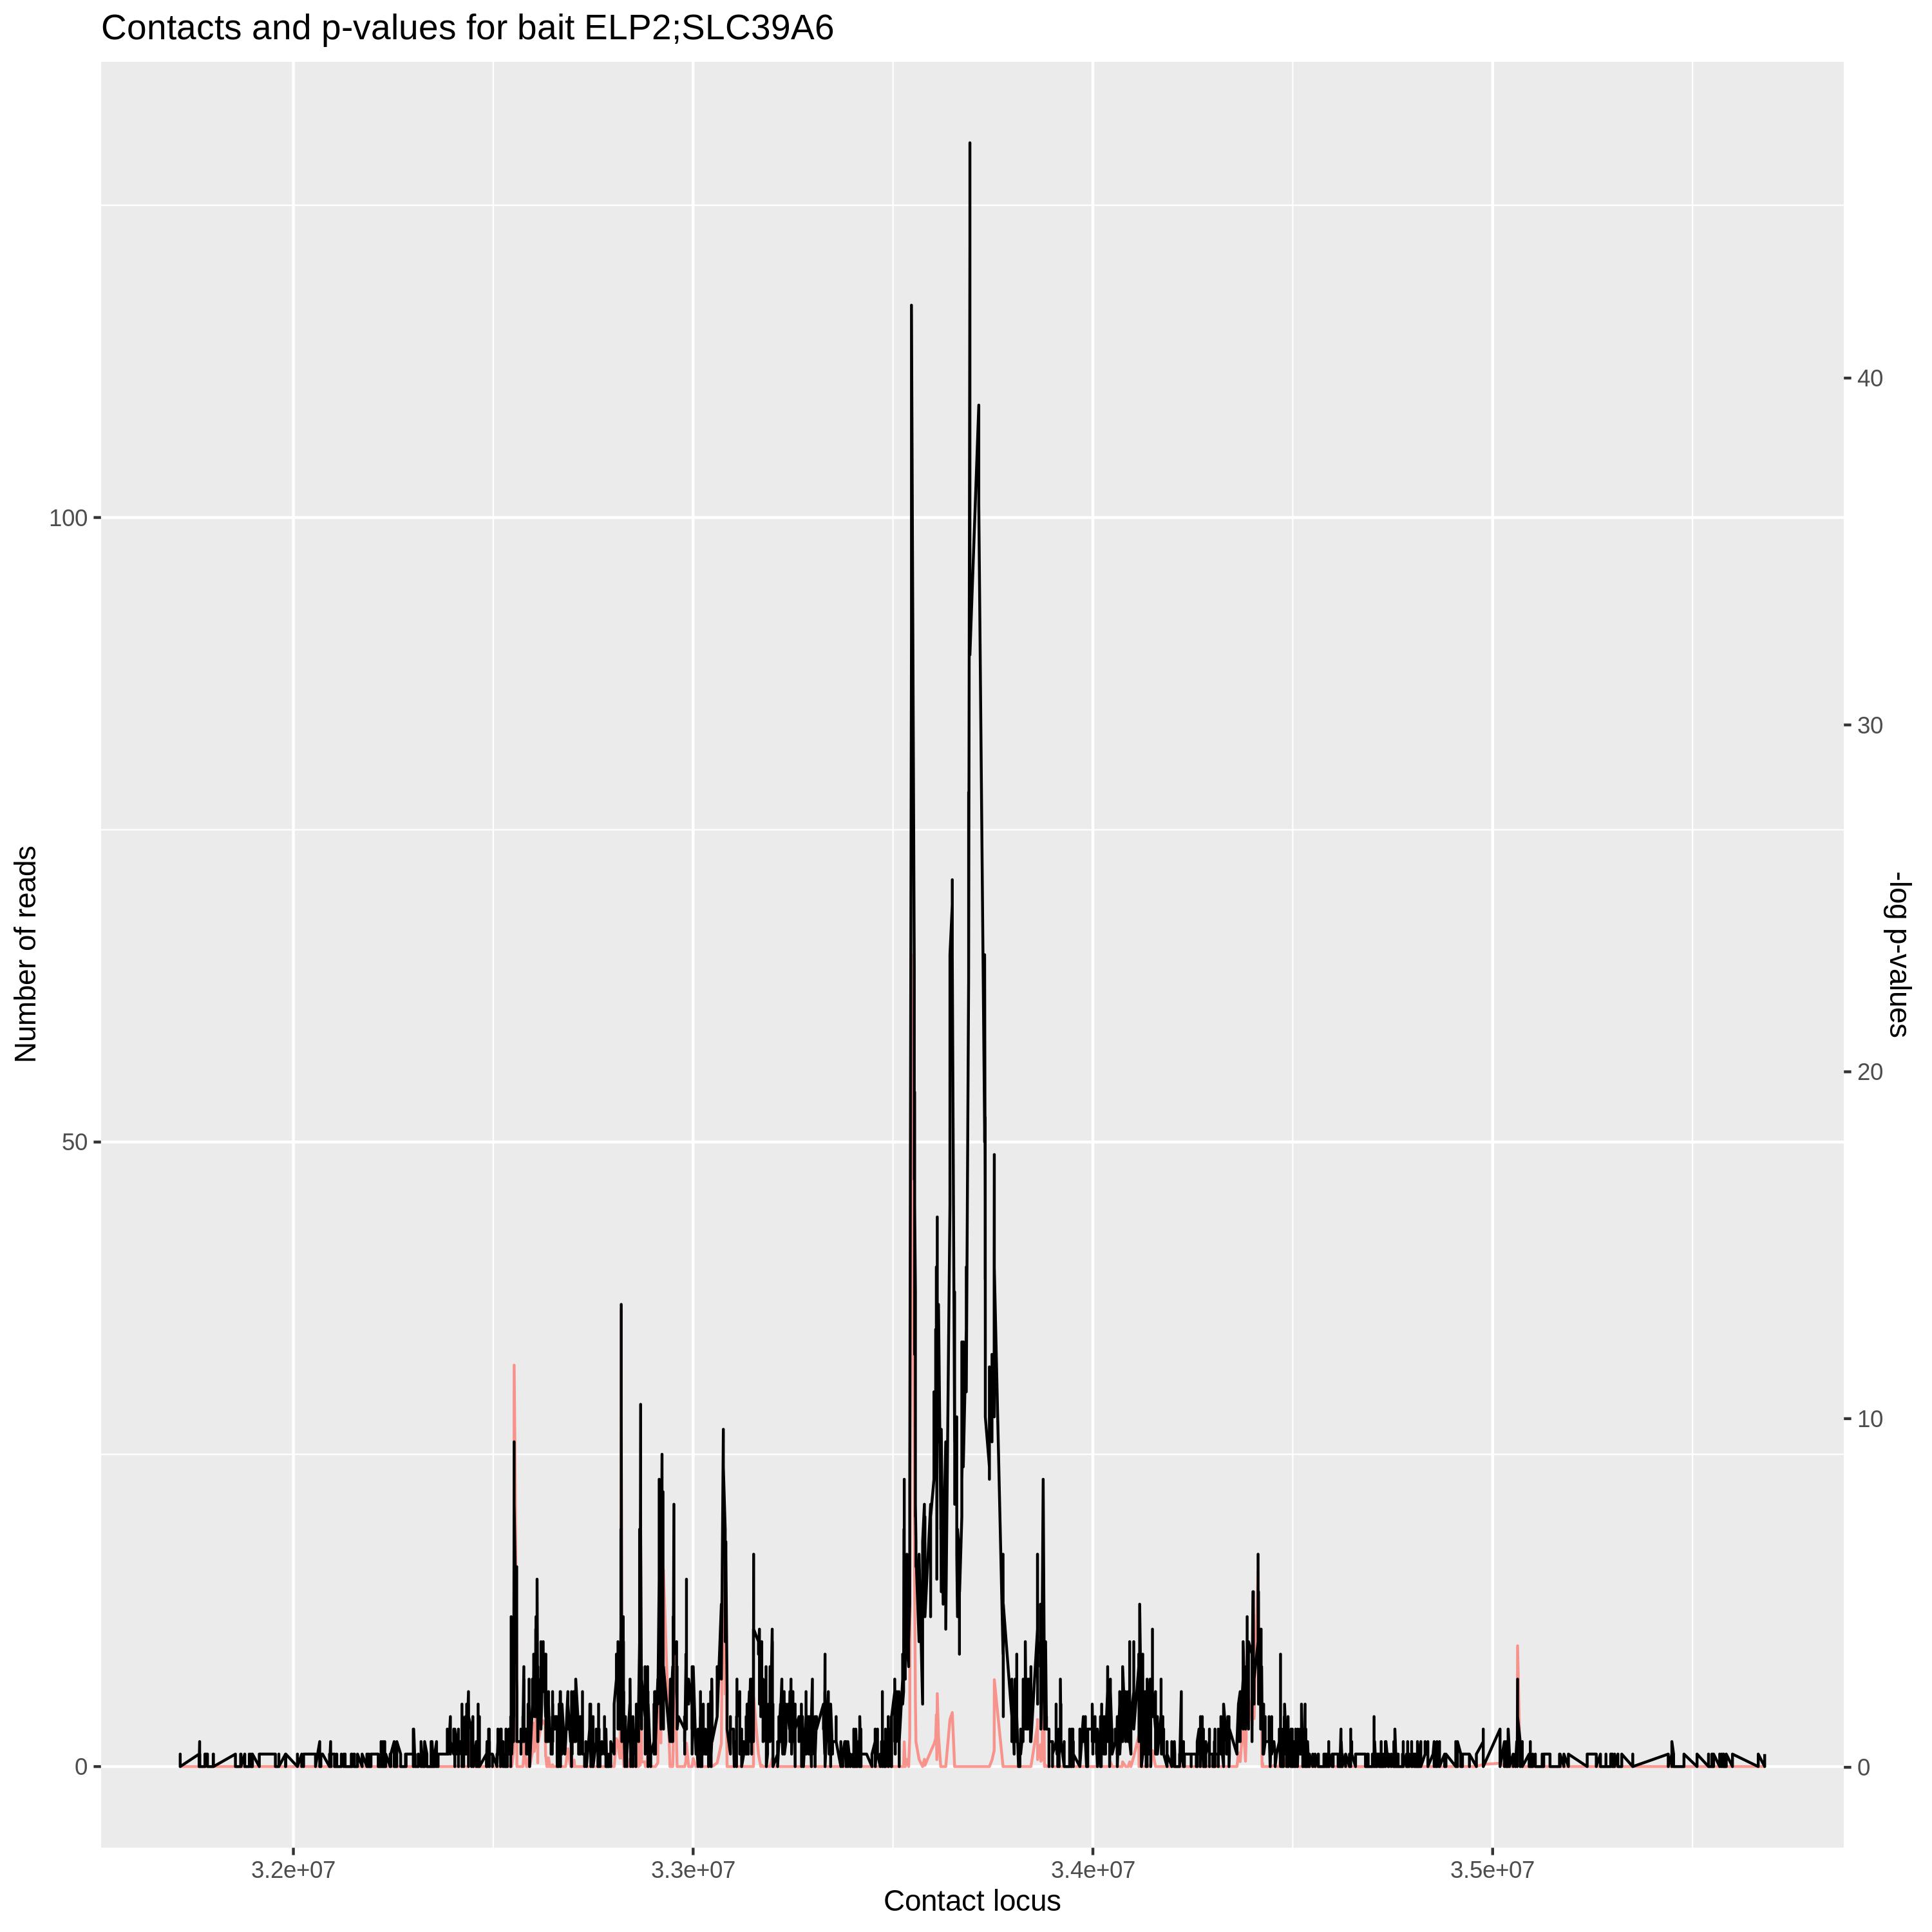 Contacts and p-values for bait ELP2;SLC39A6
Number of reads
100
50
0
40
30
20
10
0
-log p-values
3.2e+07
3.3e+07
3.4e+07
3.5e+07
Contact locus